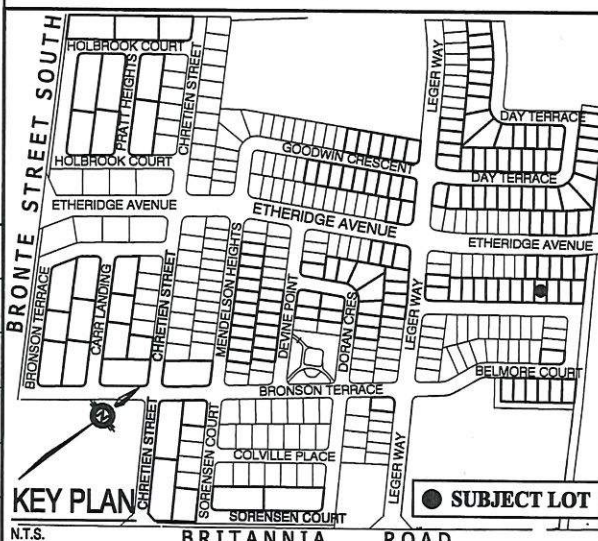 HOLBROOK COURT
BRONTE STREET SOUTH
PRATT HEIGHTS
CHRETIEN STREET
LEGER WAY
DAY TERRACE
GOODWIN CRESCENT
HOLBROOK COURT
DAY TERRACE
ETHERIDGE AVENUE
ETHERIDGE AVENUE
ETHERIDGE AVENUE
BRONSON TERRACE
CARR LANDING
CHRETIEN STREET
MENDELSON HEIGHTS
DEVINE POINT
DORAN CRES
LEGER WAY
BELMORE COURT
BRONSON TERRACE
N
CHRETIEN STREET
SORENSEN COURT
COLVILLE PLACE
LEGER WAY
KEY PLAN
SUBJECT LOT
SORENSEN COURT
N.T.S.
BRITANNIA ROAD